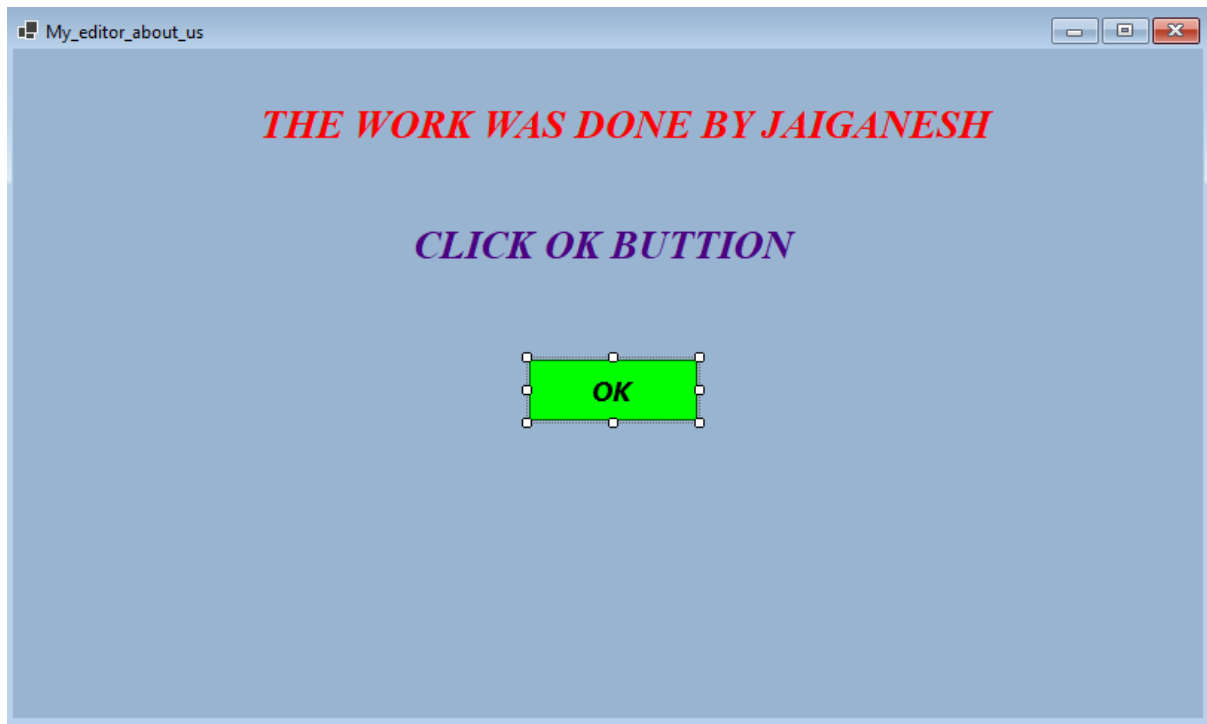 My_editor_about_us
THE WORK WAS DONE BY JAIGANESH
CLICK OK BUTTION
OK